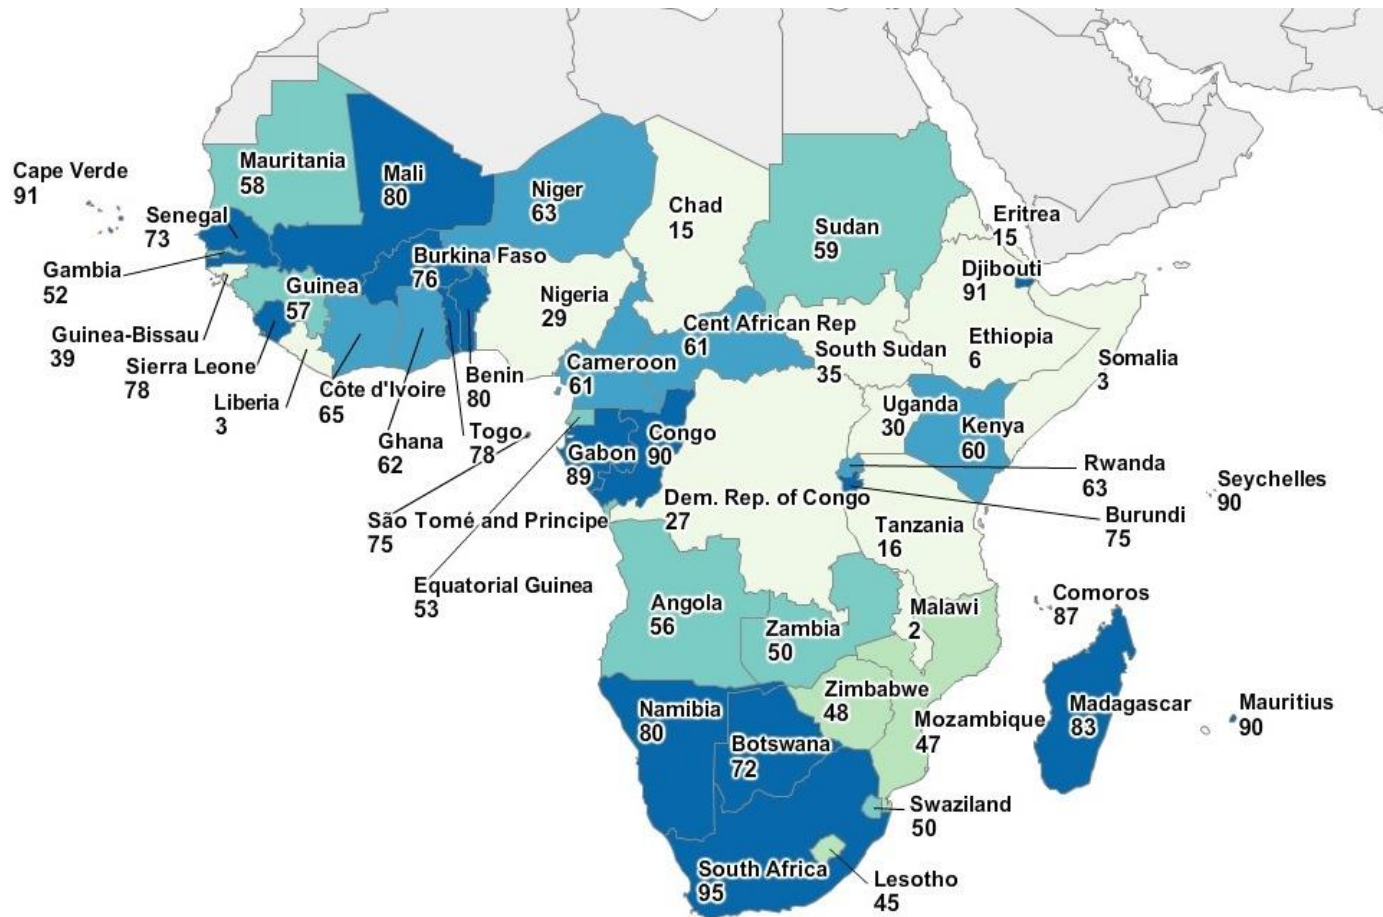 Cape Verde
91
Mauritania
58
Mali
80
Niger
63
Chad
15
Sudan
59
Eritrea
15
Senegal
73
Gambia
52
Guinea
57
Burkina Faso
76
Nigeria
29
Djibouti
91
Guinea-Bissau
39
Sierra Leone
78
Liberia
3
Côte d'Ivoire
65
Ghana
62
Togo
78
Benin
80
Cameroon
61
Cent African Rep
61
South Sudan
35
Ethiopia
6
Somalia
3
Uganda
30
Kenya
60
Gabon
89
Congo
90
Rwanda
63
Seychelles
90
São Tomé and Principe
75
Dem. Rep. of Congo
27
Burundi
75
Tanzania
16
Equatorial Guinea
53
Angola
56
Zambia
50
Malawi
2
Comoros
87
Zimbabwe
48
Mozambique
47
Madagascar
83
Mauritius
90
Namibia
80
Botswana
72
Swaziland
50
South Africa
95
Lesotho
45